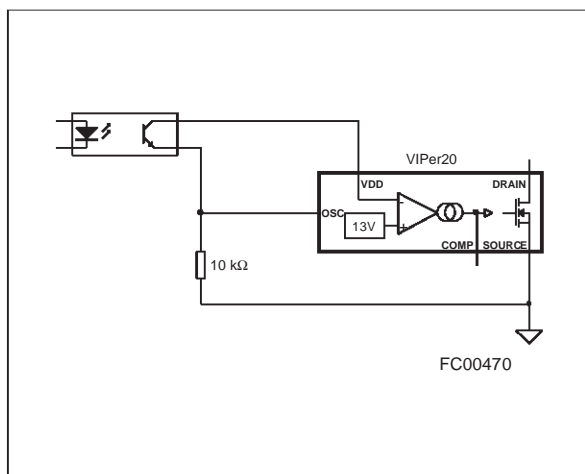 VIPer20
VDD
DRAIN
OSC
-
13V
+
COMP
SOURCE
10 kΩ
FC00470